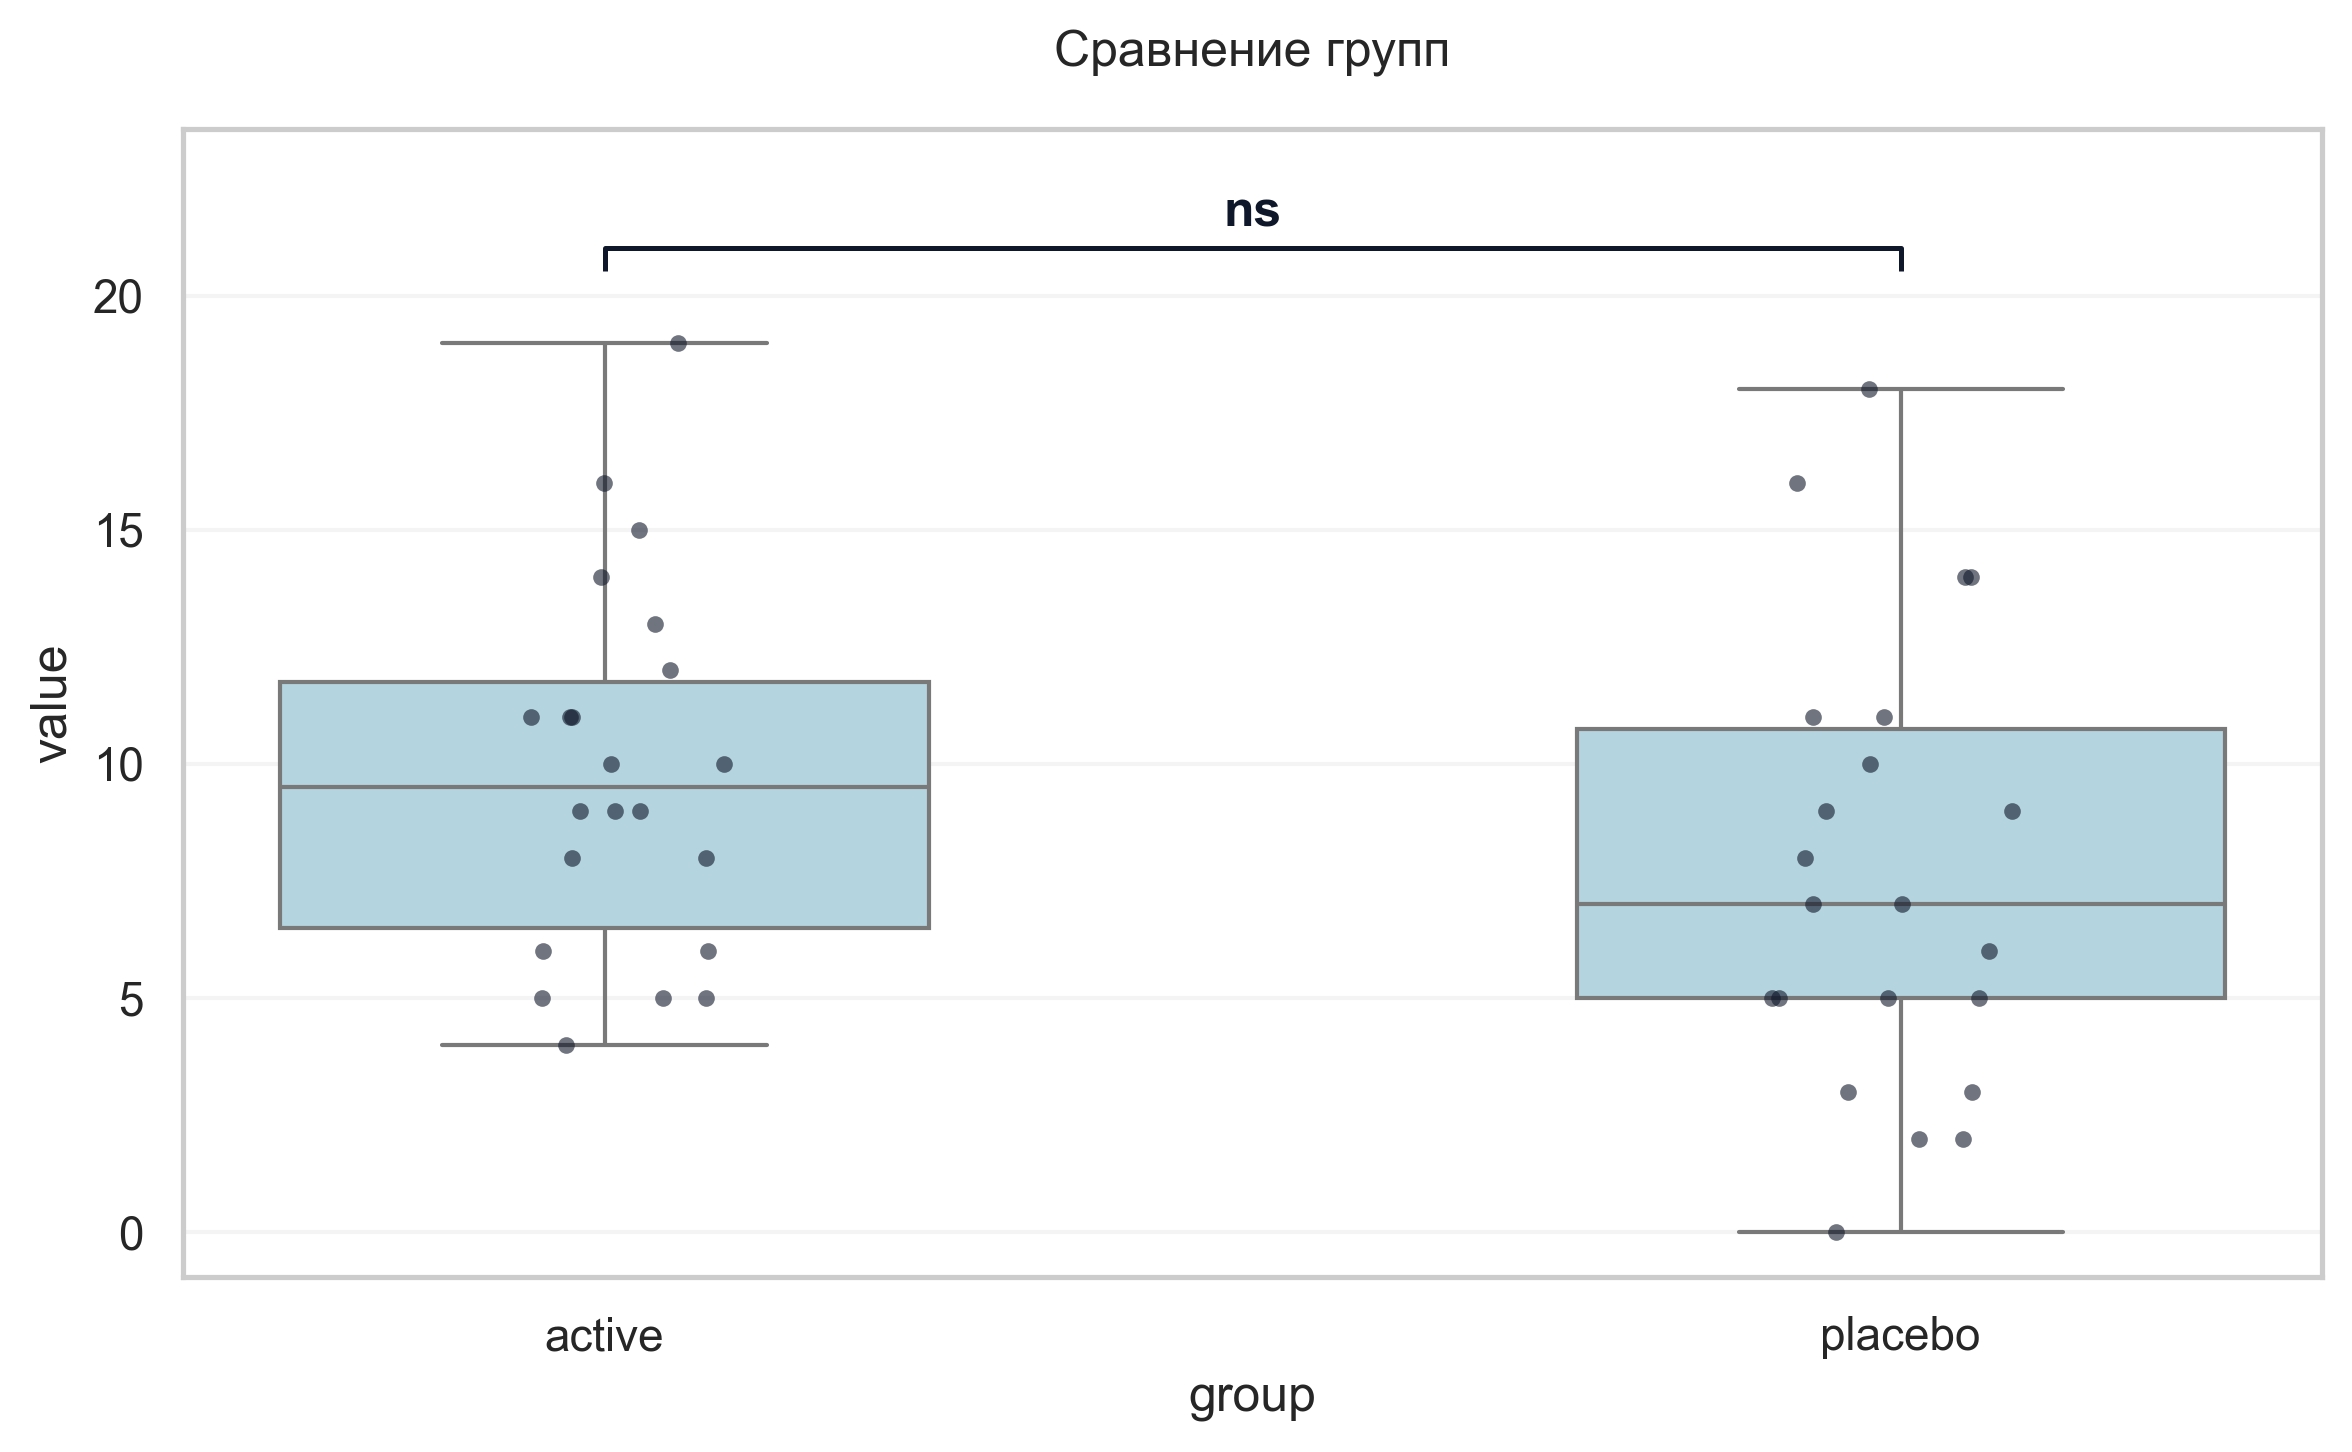 Сравнение групп
ns
value
20
15
10
5
0
active
placebo
group